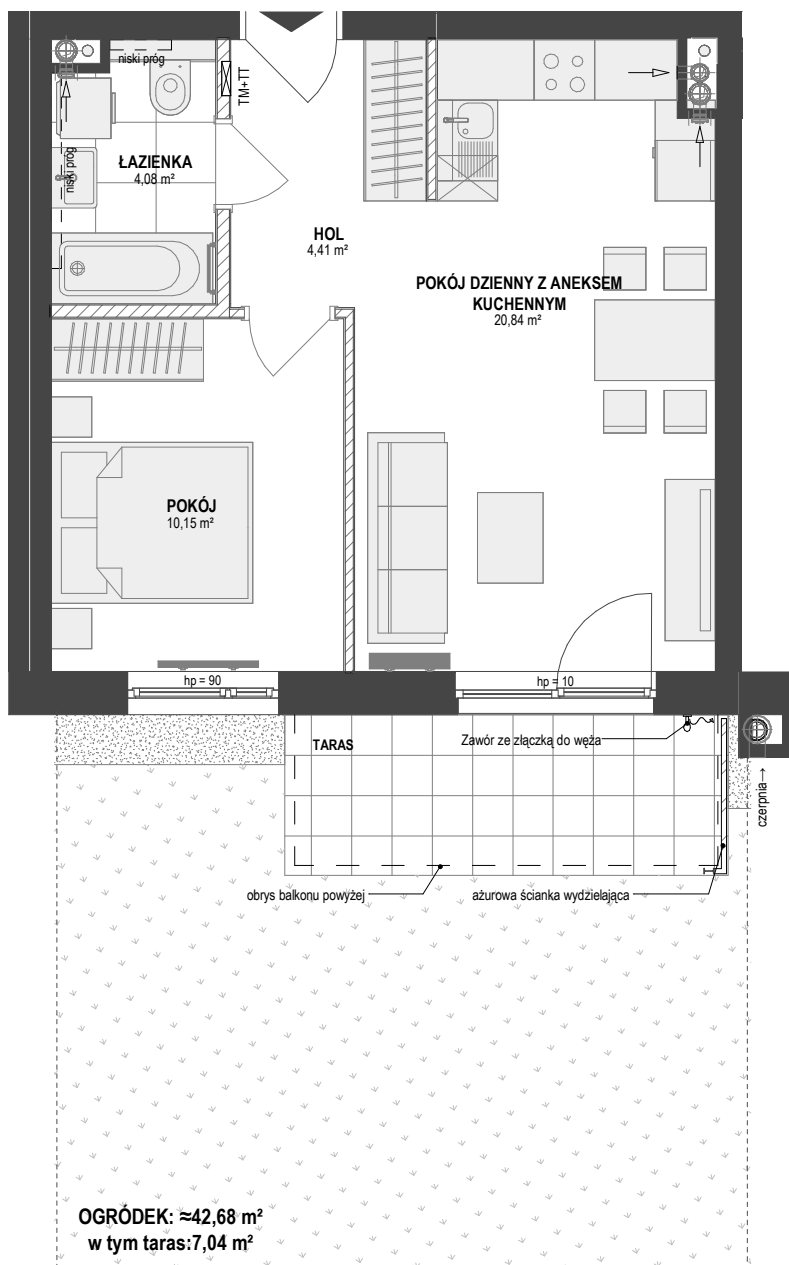 niski próg
TM+TT
niski próg
ŁAZIENKA
4,08 m²
HOL
4,41 m²
POKÓJ DZIENNY Z ANEKSEM
KUCHENNYM
20,84 m²
POKÓJ
10,15 m²
hp = 90
hp = 10
TARAS
Zawór ze złączką do węża
czerpnia→
obrys balkonu powyżej
ażurowa ścianka wydzielająca
OGRÓDEK: ≈42,68 m²
w tym taras:7,04 m²